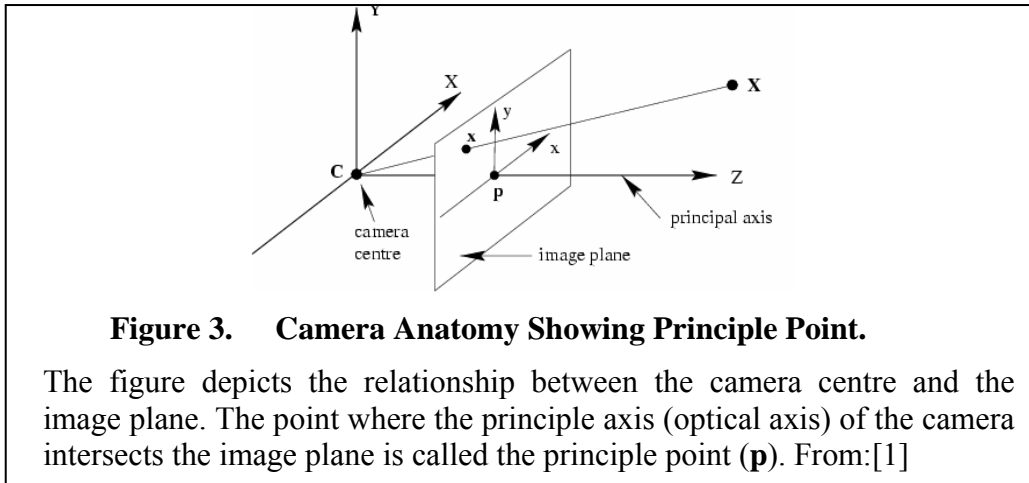 Y
X
X
y
x
x
C
Z
p
principal axis
camera
centre
image plane
Figure 3. Camera Anatomy Showing Principle Point.
The figure depicts the relationship between the camera centre and the
image plane. The point where the principle axis (optical axis) of the camera
intersects the image plane is called the principle point (p). From:[1]